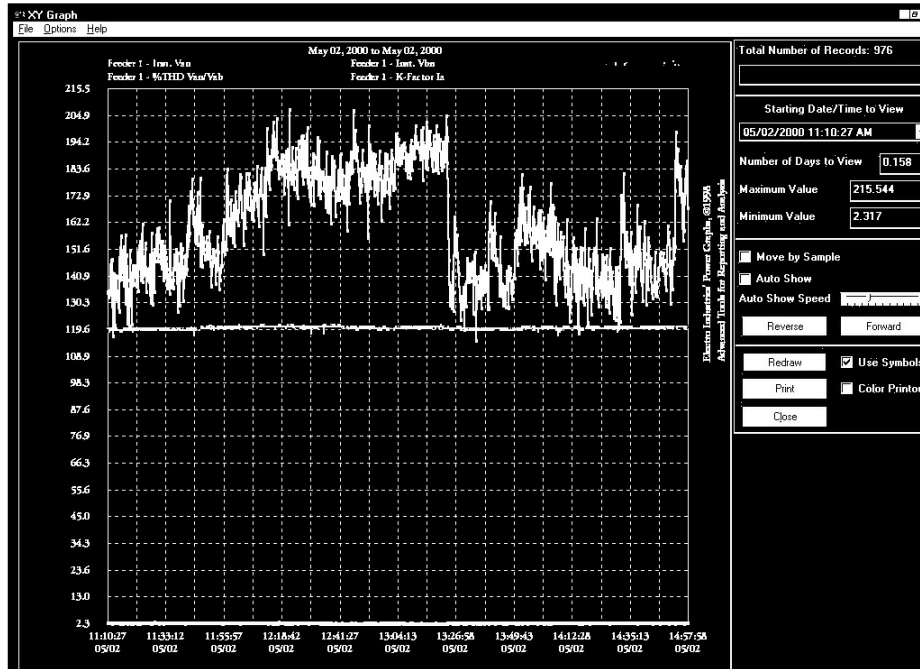 XY Graph
File Options Help
May 02, 2000 to May 02, 2000
Feeder 1 - Inst. Van
Feeder 1 - Inst. Vbn
Feeder 1 - %THD Van/Vab
Feeder 1 - K-Factor Ia
215.5
204.9
194.2
183.6
172.9
162.2
151.6
140.9
130.3
119.6
108.9
98.3
87.6
76.9
66.3
55.6
45.0
34.3
23.6
13.0
2.3
11:10:27 11:33:12 11:55:57 12:18:42 12:41:27 13:04:13 13:26:58 13:49:43 14:12:28 14:35:13 14:57:58
05/02 05/02 05/02 05/02 05/02 05/02 05/02 05/02 05/02 05/02 05/02
Electro Industries' Power Graphs, ©1998
Advanced Tools for Reporting and Analysis
Total Number of Records: 976
Starting Date/Time to View
05/02/2000 11:10:27 AM
Number of Days to View 0.158
Maximum Value 215.544
Minimum Value 2.317
Move by Sample
Auto Show
Auto Show Speed
Reverse Forward
Redraw Use Symbols
Print Color Printou
Close